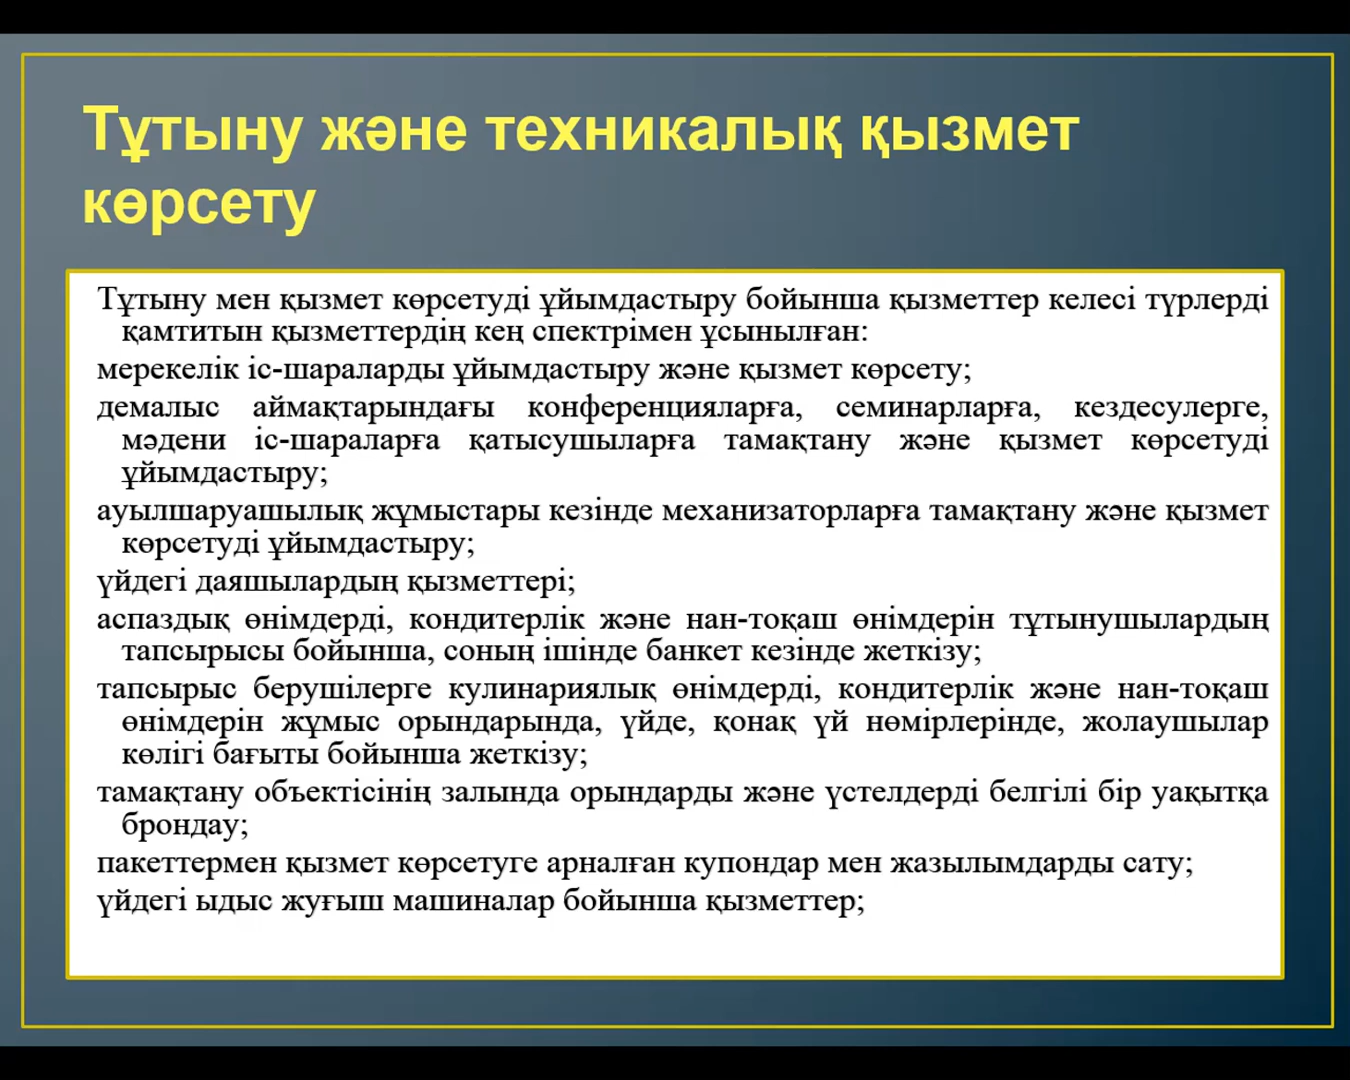 Тұтыну және техникалық қызмет
көрсету
Тұтыну мен қызмет көрсетуді ұйымдастыру бойынша қызметтер келесі түрлерді
қамтитын қызметтердің кең спектрімен ұсынылған:
мерекелік іс-шараларды ұйымдастыру және қызмет көрсету;
демалыс аймақтарындағы конференцияларға, семинарларға, кездесулерге,
мәдени іс-шараларға қатысушыларға тамақтану және қызмет көрсетуді
ұйымдастыру;
ауылшаруашылық жұмыстары кезінде механизаторларға тамақтану және қызмет
көрсетуді ұйымдастыру;
үйдегі даяшылардың қызметтері;
аспаздық өнімдерді, кондитерлік және нан-тоқаш өнімдерін тұтынушылардың
тапсырысы бойынша, соның ішінде банкет кезінде жеткізу;
тапсырыс берушілерге кулинариялық өнімдерді, кондитерлік және нан-тоқаш
өнімдерін жұмыс орындарында, үйде, қонақ үй нөмірлерінде, жолаушылар
көлігі бағыты бойынша жеткізу;
тамақтану объектісінің залында орындарды және үстелдерді белгілі бір уақытқа
брондау;
пакеттермен қызмет көрсетуге арналған купондар мен жазылымдарды сату;
үйдегі ыдыс жуғыш машиналар бойынша қызметтер;